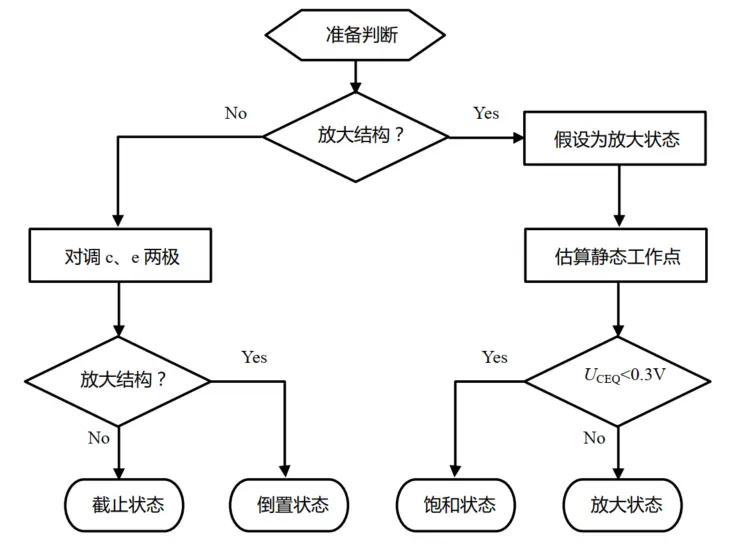 准备判断
No
Yes
放大结构？
假设为放大状态
对调 c、e 两极
估算静态工作点
放大结构？
Yes
Yes
UCEQ<0.3V
No
No
截止状态
倒置状态
饱和状态
放大状态